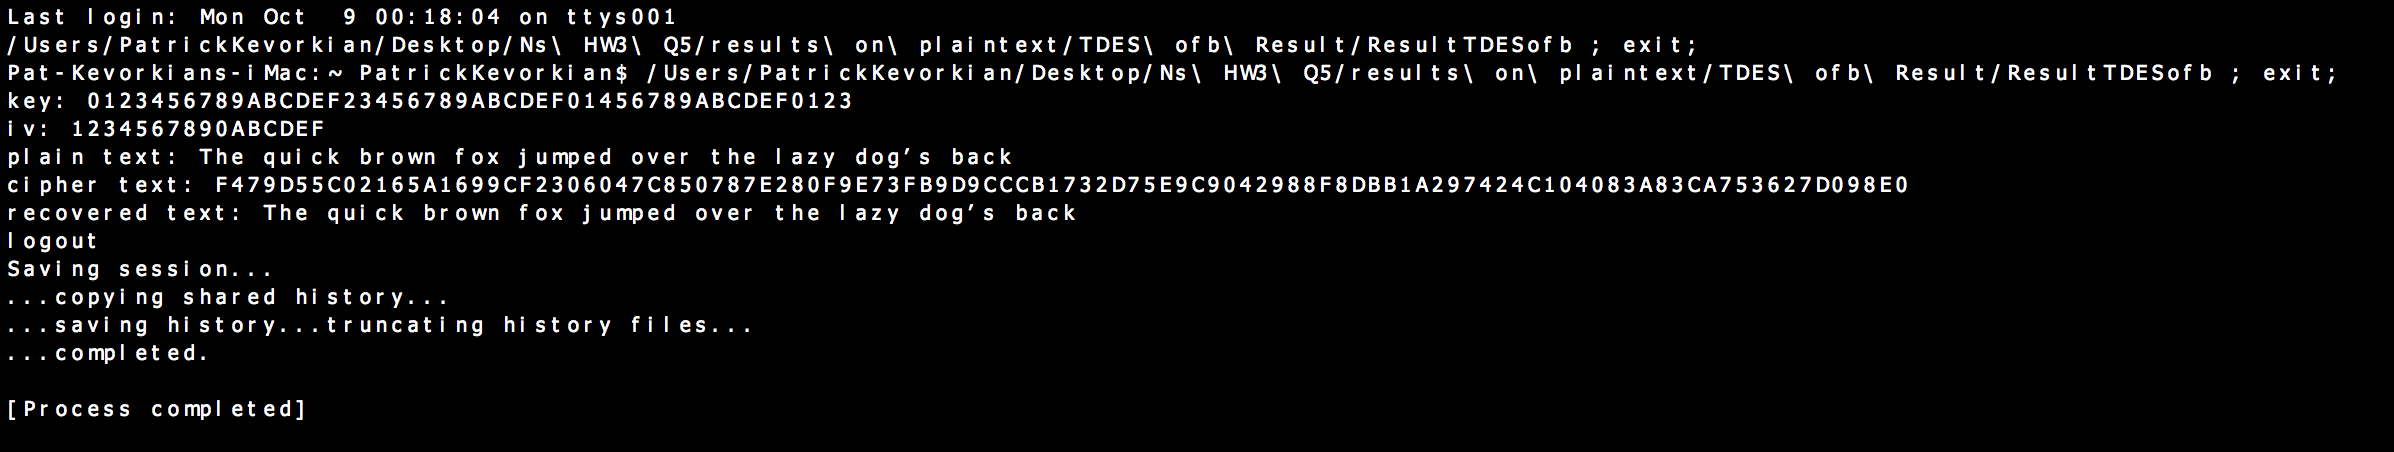 Last login: Mon Oct  9 00:18:04 on ttys001
/Users/PatrickKevorkian/Desktop/Ns\ HW3\ Q5/results\ on\ plaintext/TDES\ ofb\ Result/ResultTDESofb ; exit;
Pat-Kevorkians-iMac:~ PatrickKevorkian$ /Users/PatrickKevorkian/Desktop/Ns\ HW3\ Q5/results\ on\ plaintext/TDES\ ofb\ Result/ResultTDESofb ; exit;
key: 0123456789ABCDEF23456789ABCDEF01456789ABCDEF0123
iv: 1234567890ABCDEF
plain text: The quick brown fox jumped over the lazy dog’s back
cipher text: F479D55C02165A1699CF2306047C850787E280F9E73FB9D9CCCB1732D75E9C9042988F8DBB1A297424C104083A83CA753627D098E0
recovered text: The quick brown fox jumped over the lazy dog’s back
logout
Saving session...
...copying shared history...
...saving history...truncating history files...
...completed.
[Process completed]